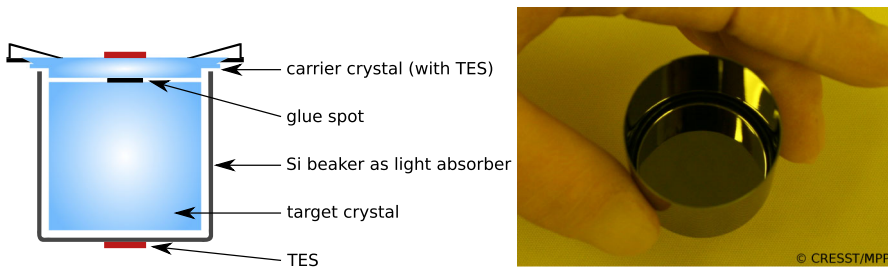 carrier crystal (with TES)
glue spot
Si beaker as light absorber
target crystal
TES
© CRESST/MPP